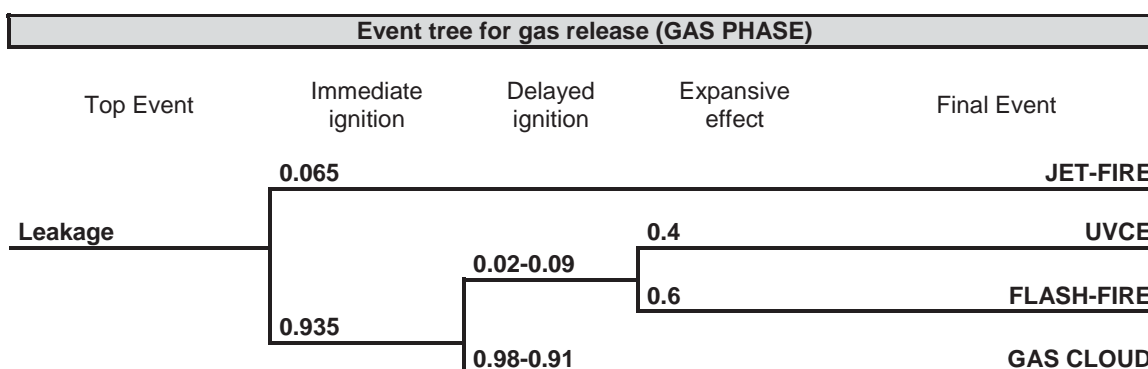 Event tree for gas release (GAS PHASE)
Top Event
Immediate
ignition
Delayed
ignition
Expansive
effect
Final Event
0.065
JET-FIRE
Leakage
0.4
UVCE
0.02-0.09
0.6
FLASH-FIRE
0.935
0.98-0.91
GAS CLOUD